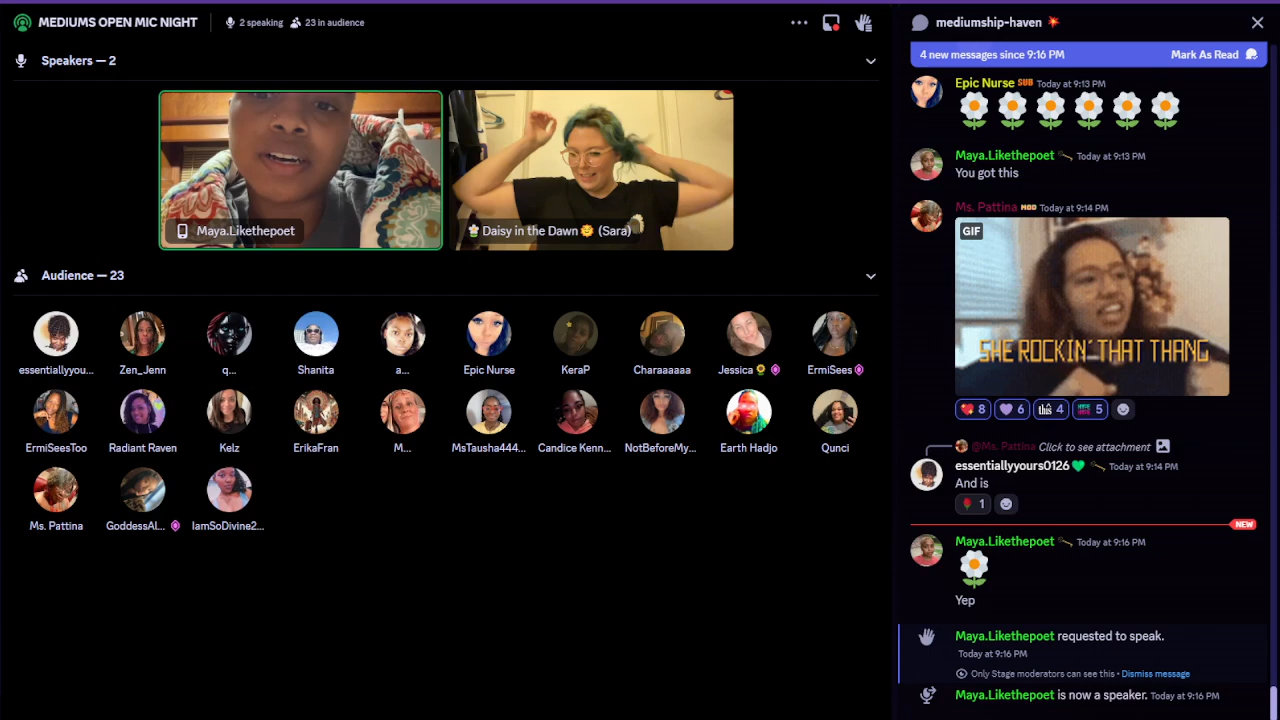 MEDIUMS OPEN MIC NIGHT
2 speaking
23 in audience
mediumship-haven
Speakers — 2
Maya.Likethepoet
Daisy in the Dawn (Sara)
Audience — 23
essentiallyyou...
Zen_Jenn
q...
Shanita
a...
Epic Nurse
KeraP
Charaaaaaa
Jessica
ErmiSees
ErmiSeesToo
Radiant Raven
Kelz
ErikaFran
M...
MsTausha444...
Candice Kenn...
NotBeforeMy...
Earth Hadjo
Qunci
Ms. Pattina
GoddessAl...
IamSoDivine2...
4 new messages since 9:16 PM
Mark As Read
Epic Nurse SUB Today at 9:13 PM
Maya.Likethepoet Today at 9:13 PM
You got this
Ms. Pattina MOD Today at 9:14 PM
GIF
SHE ROCKIN' THAT THANG
8 6 4 5
@Ms. Pattina Click to see attachment
essentiallyyours0126 Today at 9:14 PM
And is
1
NEW
Maya.Likethepoet Today at 9:16 PM
Yep
Maya.Likethepoet requested to speak.
Today at 9:16 PM
Only Stage moderators can see this • Dismiss message
Maya.Likethepoet is now a speaker. Today at 9:16 PM